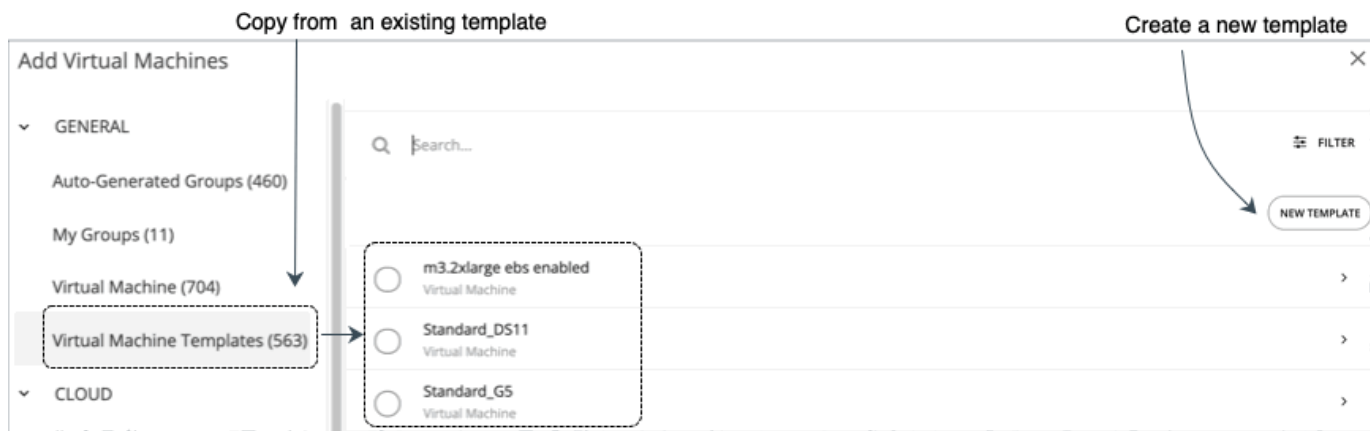 Copy from an existing template
Create a new template
Add Virtual Machines
GENERAL
Search...
FILTER
Auto-Generated Groups (460)
NEW TEMPLATE
My Groups (11)
m3.2xlarge ebs enabled
Virtual Machine
Virtual Machine (704)
Standard_DS11
Virtual Machine
Virtual Machine Templates (563)
Standard_G5
Virtual Machine
CLOUD